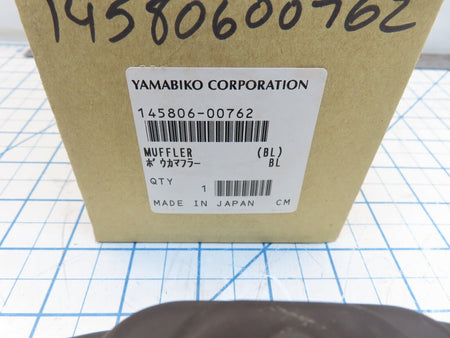 14580600762
YAMABIKO CORPORATION
145806-00762
MUFFLER (BL)
ボウカマフラー BL
QTY 1
MADE IN JAPAN CM